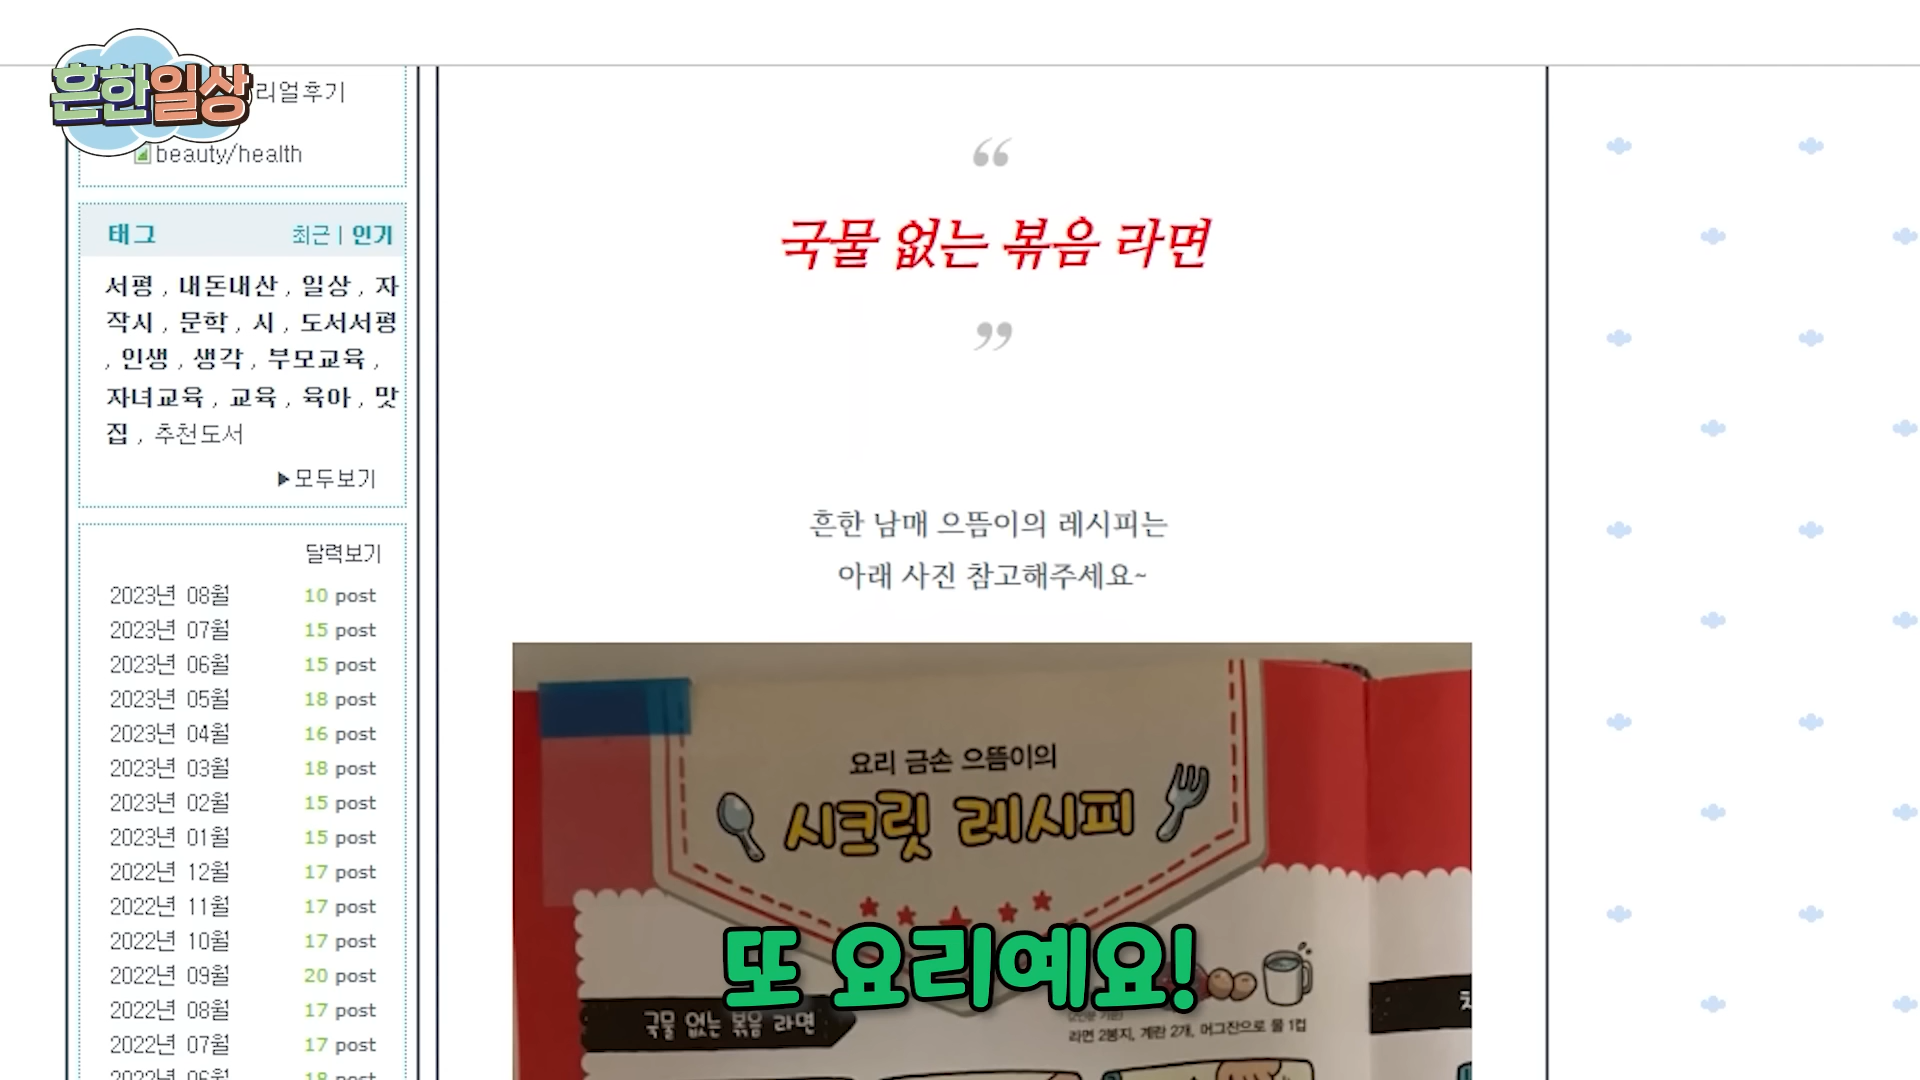 흔한일상
리얼후기
beauty/health
태그
최근 | 인기
서평 , 내돈내산 , 일상 , 자
작시 , 문학 , 시 , 도서서평
, 인생 , 생각 , 부모교육 ,
자녀교육 , 교육 , 육아 , 맛
집 , 추천도서
▶모두보기
달력보기
2023년 08월 10 post
2023년 07월 15 post
2023년 06월 15 post
2023년 05월 18 post
2023년 04월 16 post
2023년 03월 18 post
2023년 02월 15 post
2023년 01월 15 post
2022년 12월 17 post
2022년 11월 17 post
2022년 10월 17 post
2022년 09월 20 post
2022년 08월 17 post
2022년 07월 17 post
2022년 06월 18 post
“
국물 없는 볶음 라면
”
흔한 남매 으뜸이의 레시피는
아래 사진 참고해주세요~
요리 금손 으뜸이의
시크릿 레시피
또 요리예요!
국물 없는 볶음 라면
라면 2봉지, 계란 2개, 머그잔으로 물 1컵